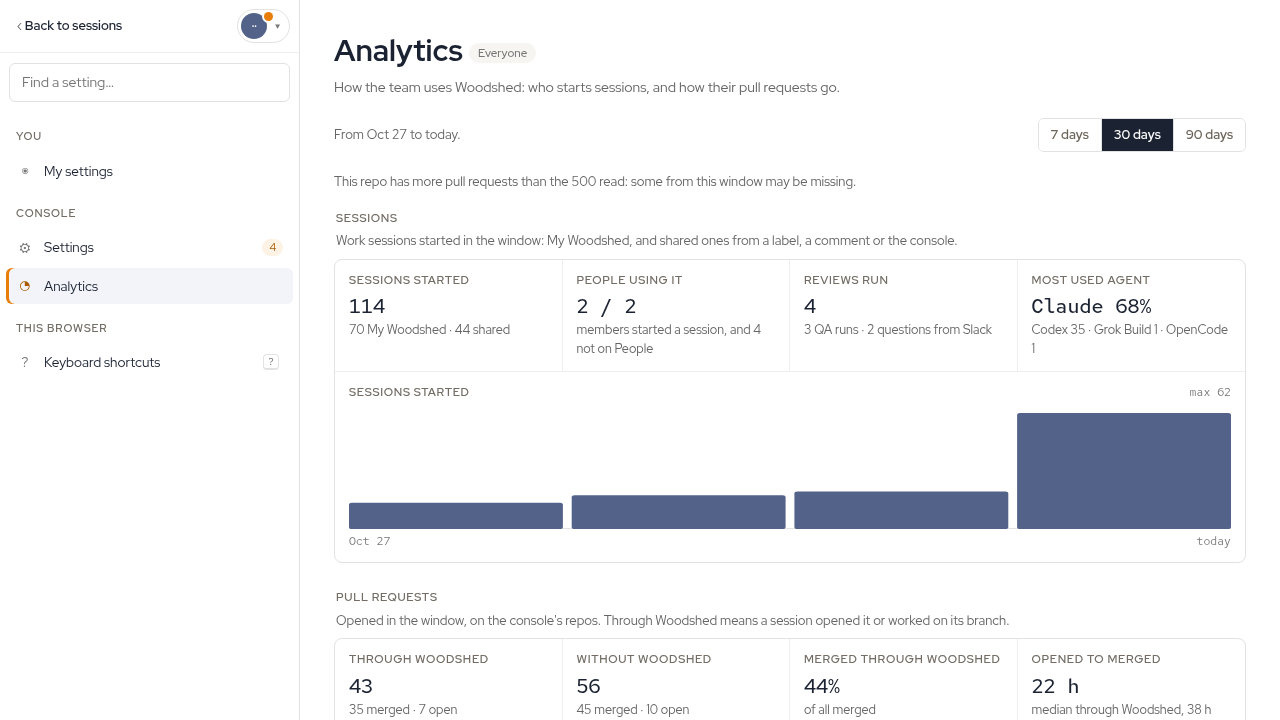 ‹ Back to sessions
Find a setting...
YOU
My settings
CONSOLE
Settings 4
Analytics
THIS BROWSER
? Keyboard shortcuts ?
Analytics Everyone
How the team uses Woodshed: who starts sessions, and how their pull requests go.
From Oct 27 to today.
7 days 30 days 90 days
This repo has more pull requests than the 500 read: some from this window may be missing.
SESSIONS
Work sessions started in the window: My Woodshed, and shared ones from a label, a comment or the console.
SESSIONS STARTED
114
70 My Woodshed · 44 shared
PEOPLE USING IT
2 / 2
members started a session, and 4
not on People
REVIEWS RUN
4
3 QA runs · 2 questions from Slack
MOST USED AGENT
Claude 68%
Codex 35 · Grok Build 1 · OpenCode
1
SESSIONS STARTED max 62
Oct 27 today
PULL REQUESTS
Opened in the window, on the console's repos. Through Woodshed means a session opened it or worked on its branch.
THROUGH WOODSHED
43
35 merged · 7 open
WITHOUT WOODSHED
56
45 merged · 10 open
MERGED THROUGH WOODSHED
44%
of all merged
OPENED TO MERGED
22 h
median through Woodshed, 38 h